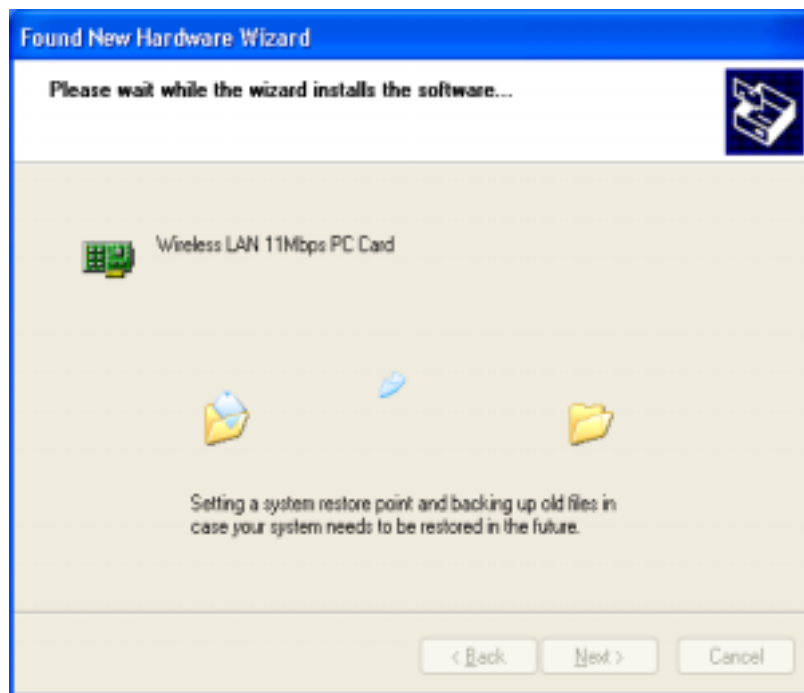 Found New Hardware Wizard
Please wait while the wizard installs the software...
Wireless LAN 11Mbps PC Card
Setting a system restore point and backing up old files in
case your system needs to be restored in the future.
< Back
Next >
Cancel